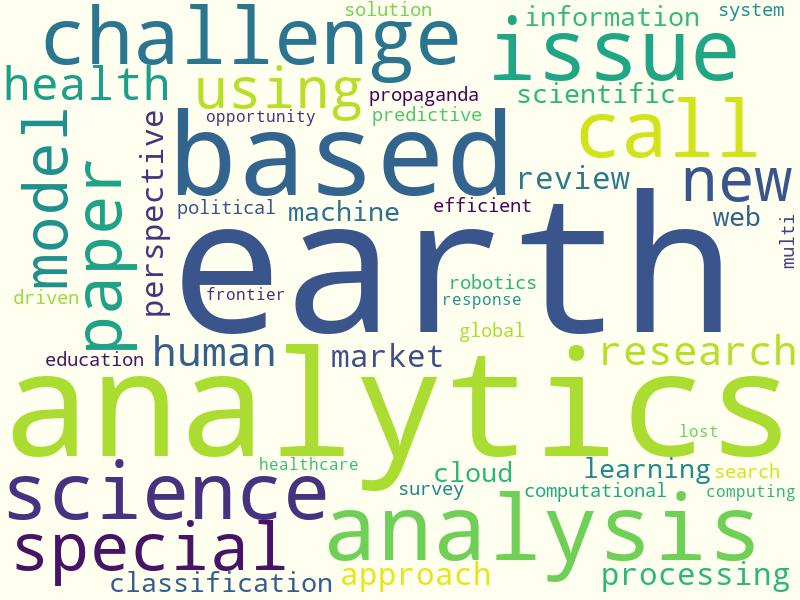 solution
system
challenge
information
issue
health
using
propaganda
scientific
opportunity
predictive
call
model
perspective
based
paper
review
new
political
machine
efficient
web
multi
earth
driven
frontier
robotics
response
global
education
human
market
research
analytics
lost
science
healthcare
cloud
learning
search
survey
computational
computing
special
analysis
classification
approach
processing